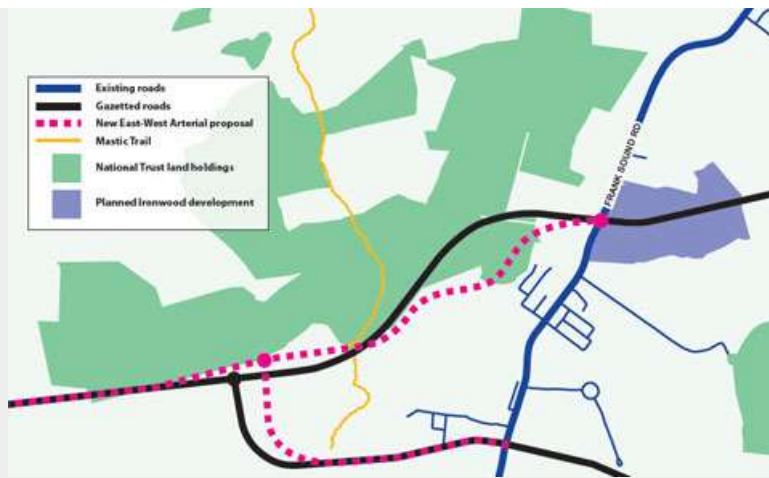 Existing roads
Gazetted roads
New East-West Arterial proposal
Mastic Trail
National Trust land holdings
Planned Ironwood development
FRANK SOUND RD